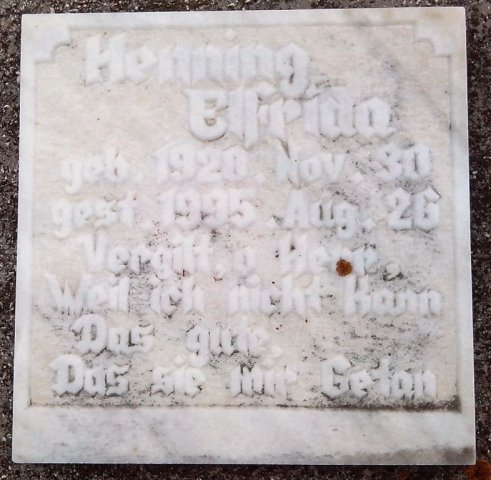 Henning
Elfrida
geb. 1920. Nov. 30
gest. 1995. Aug. 26
Vergilt, o Herr,
Weil ich nicht Kann
Das gute,
Das sie mir Getan